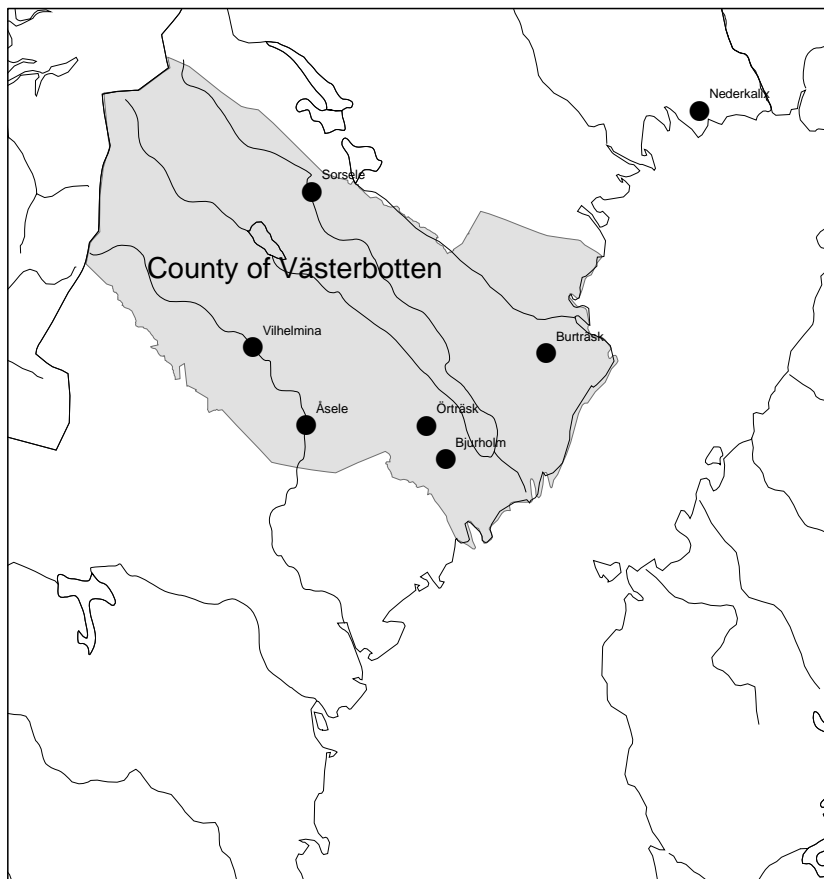 Nederkalix
Sorsele
County of Västerbotten
Vilhelmina
Burträsk
Åsele
Örträsk
Bjurholm